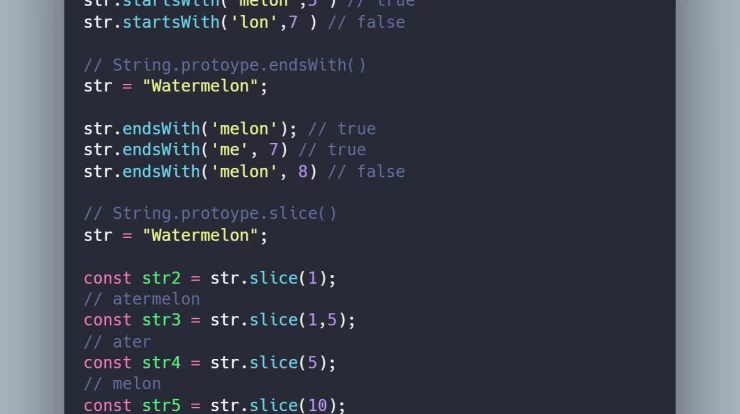 str.startsWith('melon',5 ) // true
str.startsWith('lon',7 ) // false
// String.protoype.endsWith()
str = "Watermelon";
str.endsWith('melon'); // true
str.endsWith('me', 7) // true
str.endsWith('melon', 8) // false
// String.protoype.slice()
str = "Watermelon";
const str2 = str.slice(1);
// atermelon
const str3 = str.slice(1,5);
// ater
const str4 = str.slice(5);
// melon
const str5 = str.slice(10);